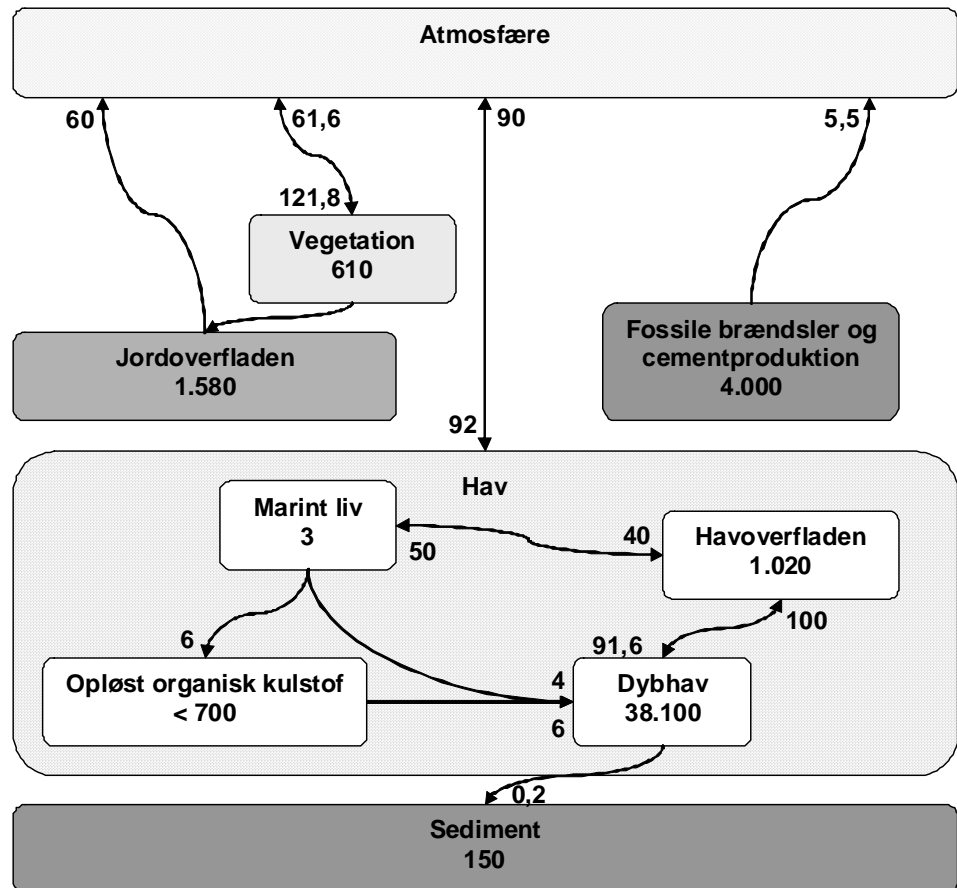 Atmosfære
60
61,6
90
5,5
121,8
Vegetation
610
Jordoverfladen
1.580
Fossile brændsler og
cementproduktion
4.000
92
Hav
Marint liv
3
50
40
Havoverfladen
1.020
100
6
91,6
Opløst organisk kulstof
< 700
4
6
Dybhav
38.100
0,2
Sediment
150